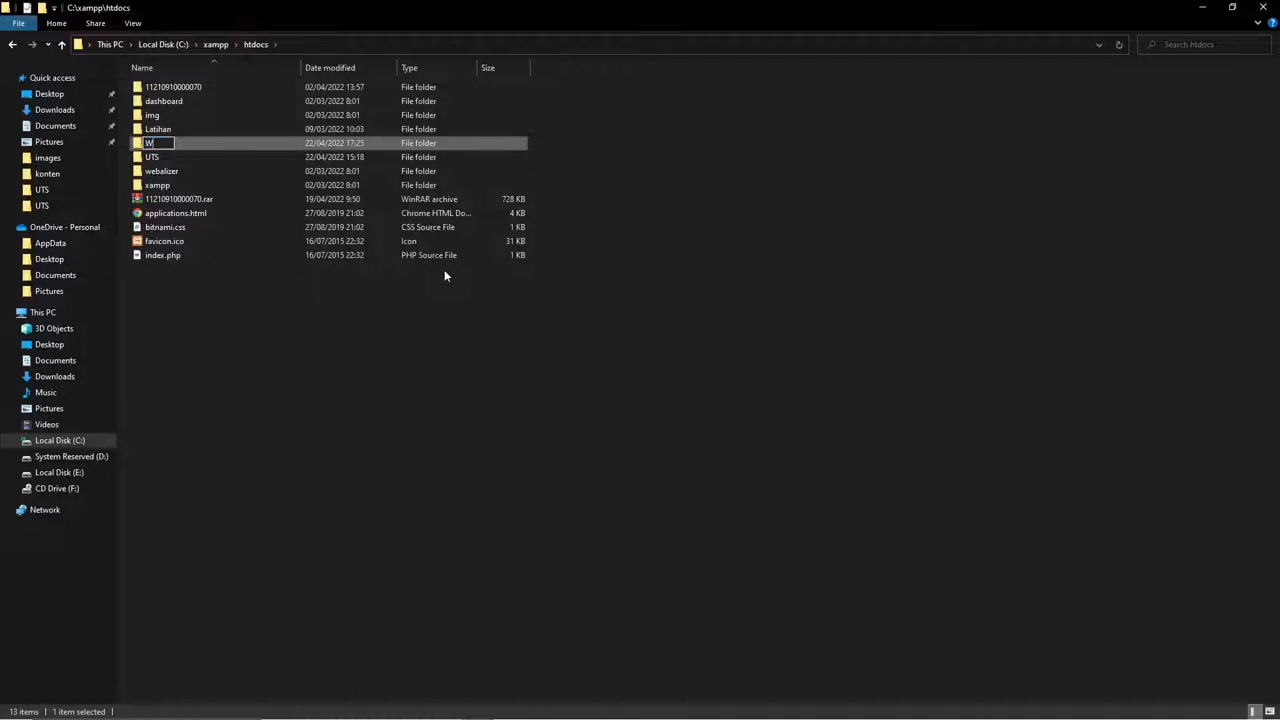 C:\xampp\htdocs
File Home Share View
This PC Local Disk (C:) xampp htdocs Search htdocs
Name Date modified Type Size
Quick access
Desktop
Downloads
Documents
Pictures
images
konten
UTS
UTS
OneDrive - Personal
AppData
Desktop
Documents
Pictures
This PC
3D Objects
Desktop
Documents
Downloads
Music
Pictures
Videos
Local Disk (C:)
System Reserved (D:)
Local Disk (E:)
CD Drive (F:)
Network
11210910000070 02/04/2022 13:57 File folder
dashboard 02/03/2022 8:01 File folder
img 02/03/2022 8:01 File folder
Latihan 09/03/2022 10:03 File folder
W 22/04/2022 17:25 File folder
UTS 22/04/2022 15:18 File folder
webalizer 02/03/2022 8:01 File folder
xampp 02/03/2022 8:01 File folder
11210910000070.rar 19/04/2022 9:50 WinRAR archive 728 KB
applications.html 27/08/2019 21:02 Chrome HTML Do... 4 KB
bitnami.css 27/08/2019 21:02 CSS Source File 1 KB
favicon.ico 16/07/2015 22:32 Icon 31 KB
index.php 16/07/2015 22:32 PHP Source File 1 KB
13 items 1 item selected